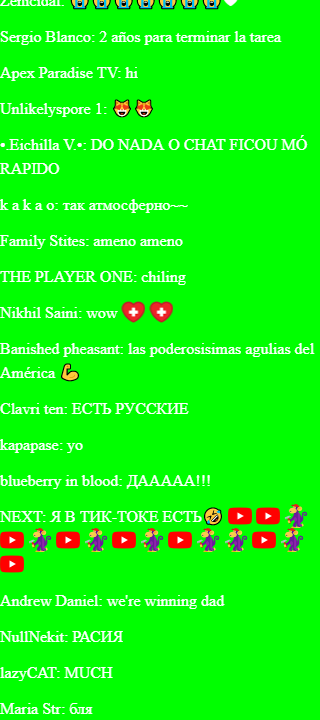 Zemcidal: 😭😭😭😭😭😭😭🤍
Sergio Blanco: 2 años para terminar la tarea
Apex Paradise TV: hi
Unlikelyspore 1: 😻😻
•.Eichilla V.•: DO NADA O CHAT FICOU MÓ
RAPIDO
k a k a o: так атмосферно~~
Family Stites: ameno ameno
THE PLAYER ONE: chiling
Nikhil Saini: wow
Banished pheasant: las poderosisimas agulias del
América 💪
Clavri ten: ЕСТЬ РУССКИЕ
kapapase: yo
blueberry in blood: ДААААА!!!
NEXT: Я В ТИК-ТОКЕ ЕСТЬ🤣
Andrew Daniel: we're winning dad
NullNekit: РАСИЯ
lazyCAT: MUCH
Maria Str: бля